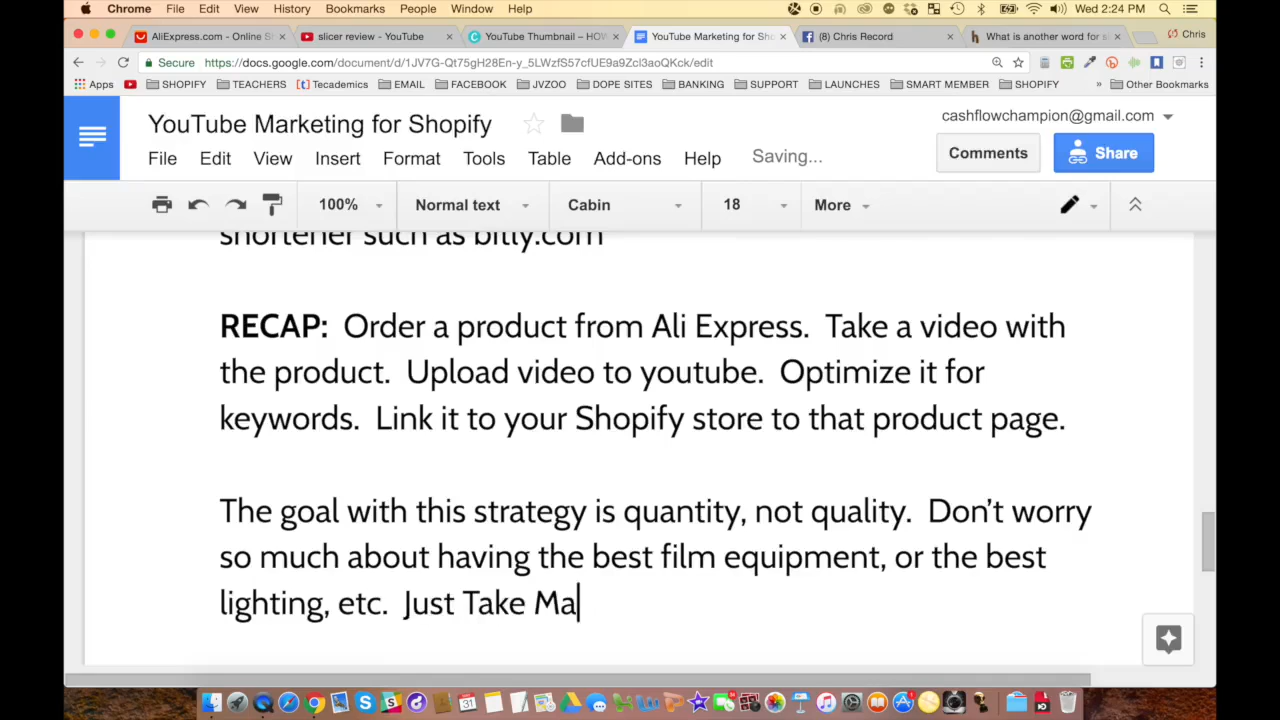 Chrome File Edit View History Bookmarks People Window Help Wed 2:24 PM
AliExpress.com - Online S slicer review - YouTube YouTube Thumbnail – HOW YouTube Marketing for Sho (8) Chris Record What is another word for s Chris
Secure https://docs.google.com/document/d/1JV7G-Qt75gH28En-y_5LWzfS57cfUE9a9Zcl3aoQKck/edit
Apps SHOPIFY TEACHERS Tecademics EMAIL FACEBOOK JVZOO DOPE SITES BANKING SUPPORT LAUNCHES SMART MEMBER SHOPIFY » Other Bookmarks
YouTube Marketing for Shopify cashflowchampion@gmail.com
File Edit View Insert Format Tools Table Add-ons Help Saving... Comments Share
100% Normal text Cabin 18 More
shortener such as bitly.com
RECAP: Order a product from Ali Express. Take a video with
the product. Upload video to youtube. Optimize it for
keywords. Link it to your Shopify store to that product page.
The goal with this strategy is quantity, not quality. Don't worry
so much about having the best film equipment, or the best
lighting, etc. Just Take Ma